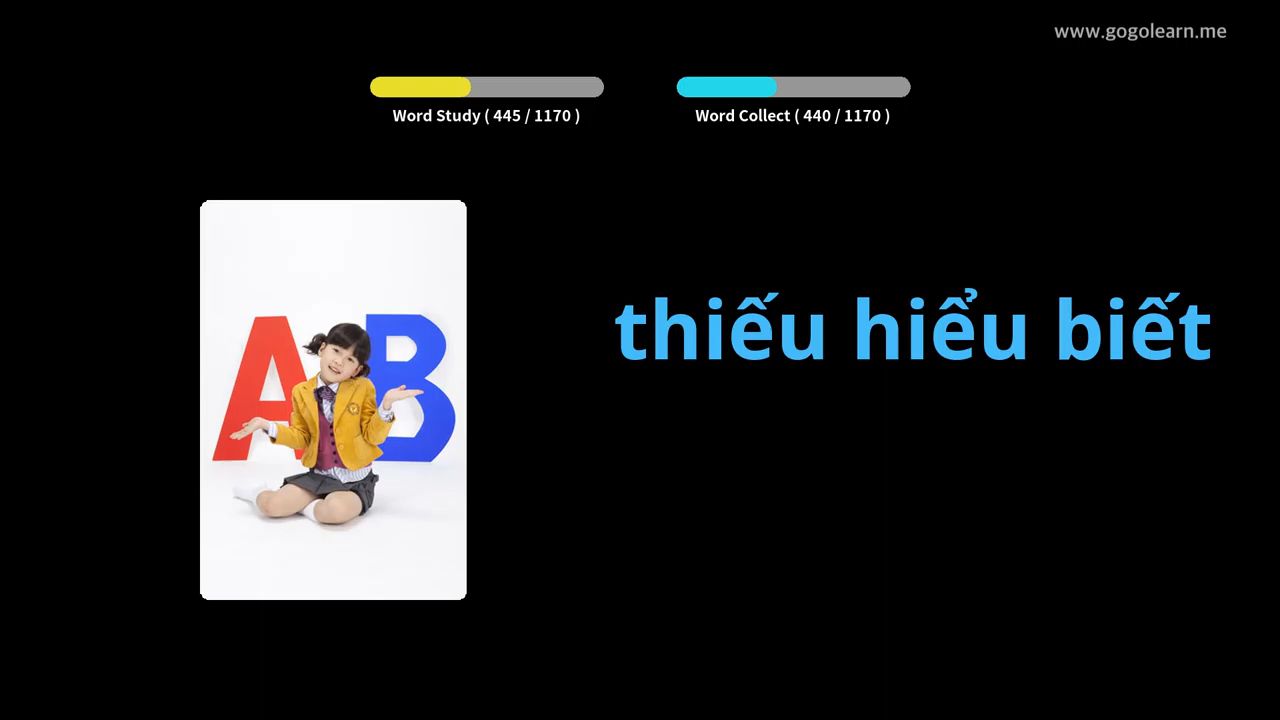 www.gogolearn.me
Word Study ( 445 / 1170 )
Word Collect ( 440 / 1170 )
A B
thiếu hiểu biết